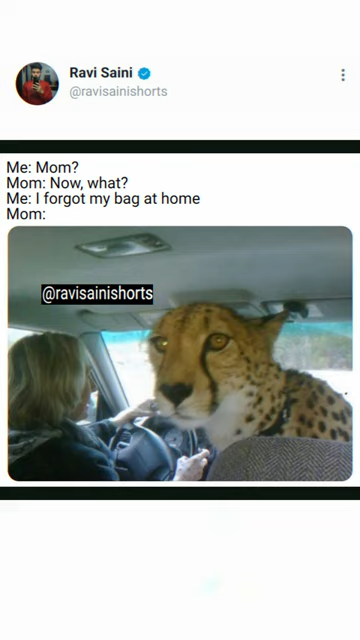 Ravi Saini
@ravisainishorts
Me: Mom?
Mom: Now, what?
Me: I forgot my bag at home
Mom:
@ravisainishorts